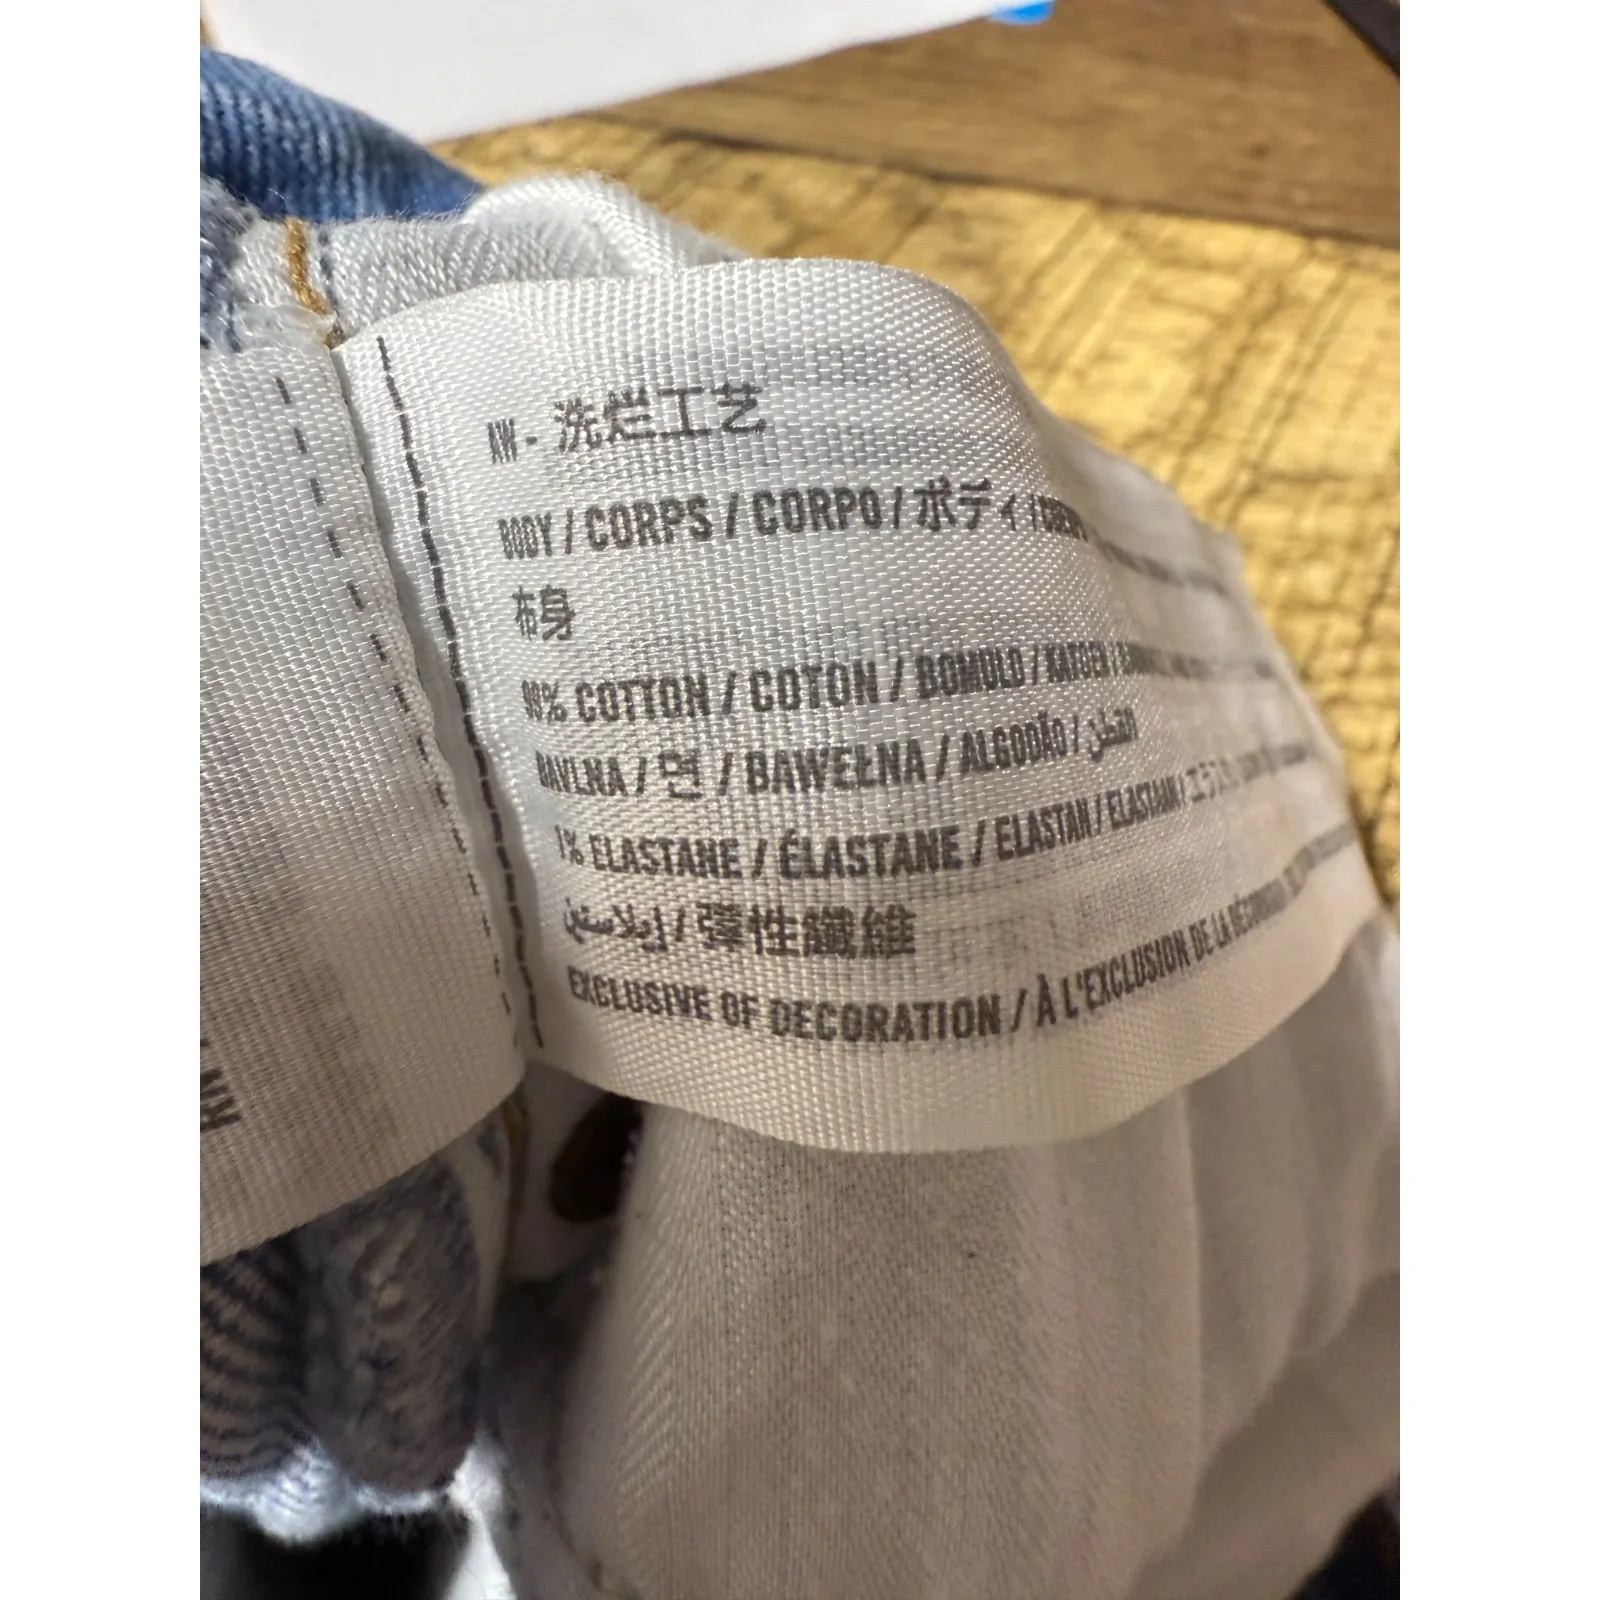 AW - 洗烂工艺
BODY / CORPS / CORPO / ボディ /
布身
99% COTTON / COTON / BOMULD / KATOEN /
BAVLNA / 면 / BAWEŁNA / ALGODÃO / القطن
1% ELASTANE / ÉLASTANE / ELASTAN / ELASTAAN /
إيلاستين / 彈性纖維
EXCLUSIVE OF DECORATION / À L'EXCLUSION DE LA DÉCORATION